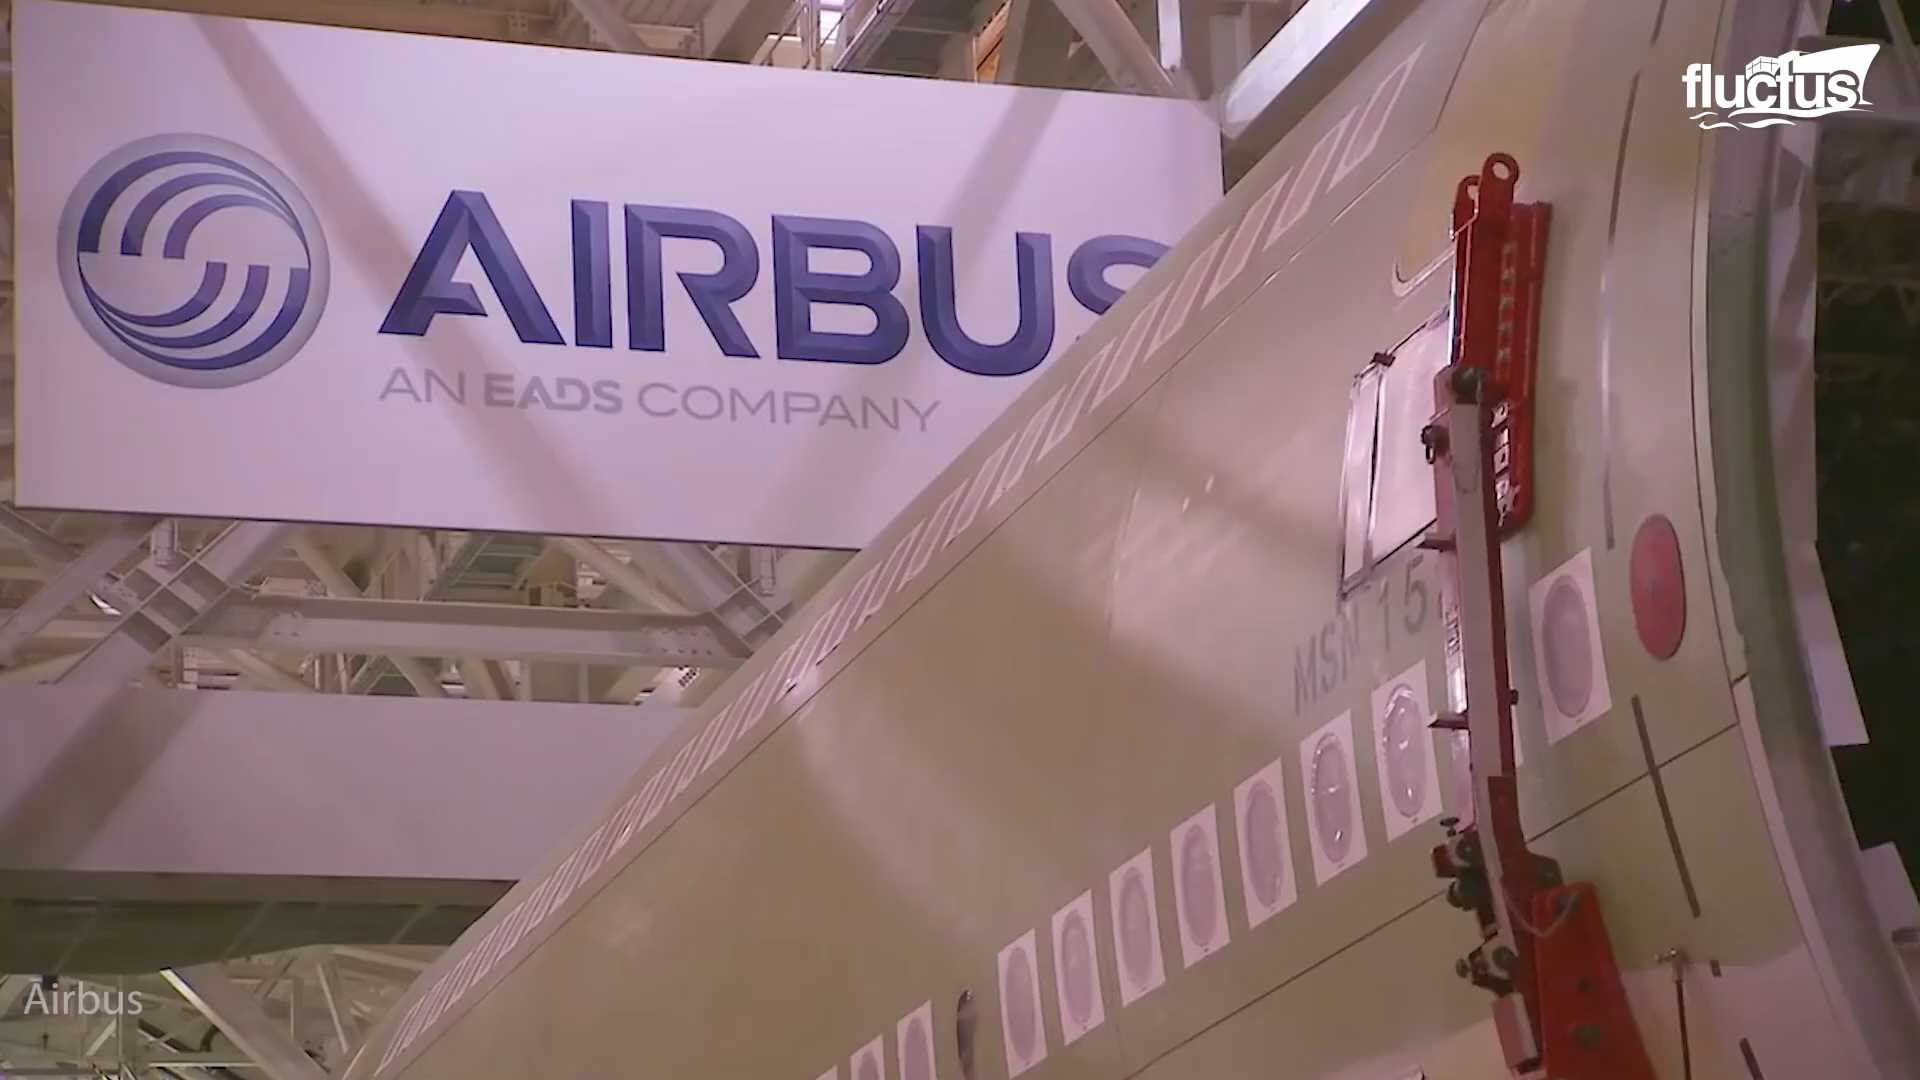 fluctus
AIRBUS
AN EADS COMPANY
MSN 15
Airbus